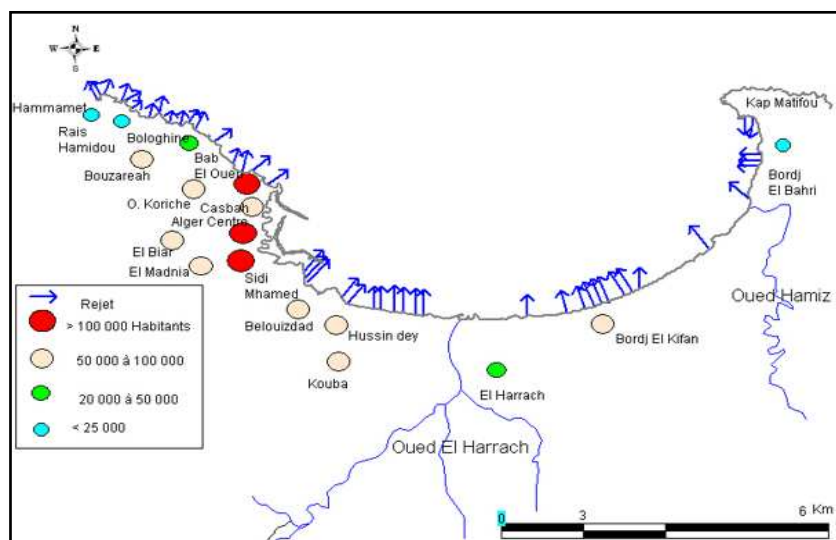 N
W E
S
Hammamet
Rais
Hamidou
Bologhine
Bouzareah
Bab
El Oued
O. Koriche
Casbah
Alger Centre
El Biar
El Madnia
Sidi
Mhamed
Belouizdad
Hussin dey
Kouba
El Harrach
Bordj El Kifan
Kap Matifou
Bordj
El Bahri
Oued Hamiz
Oued El Harrach
Rejet
> 100 000 Habitants
50 000 à 100 000
20 000 à 50 000
< 25 000
0 3 6 Km